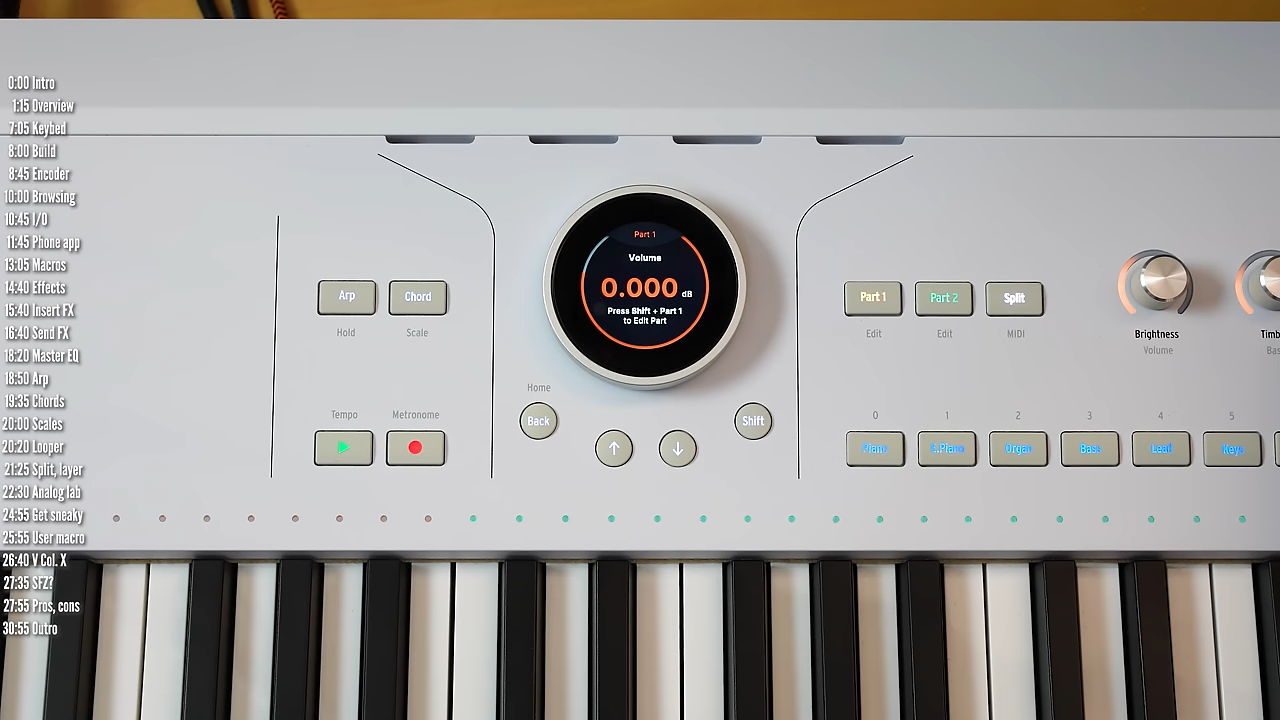 0:00 Intro
1:15 Overview
7:05 Keybed
8:00 Build
8:45 Encoder
10:00 Browsing
10:45 I/O
11:45 Phone app
13:05 Macros
14:40 Effects
15:40 Insert FX
16:40 Send FX
18:20 Master EQ
18:50 Arp
19:35 Chords
20:00 Scales
20:20 Looper
21:25 Split, layer
22:30 Analog lab
24:55 Get sneaky
25:55 User macro
26:40 V Col. X
27:35 SFZ?
27:55 Pros, cons
30:55 Outro
Arp Chord
Hold Scale
Tempo Metronome
Part 1
Volume
0.000 dB
Press Shift + Part 1
to Edit Part
Home
Back
Shift
Part 1 Part 2 Split
Edit Edit MIDI
Brightness
Volume
0 1 2 3 4 5
Piano E.Piano Organ Bass Lead Keys